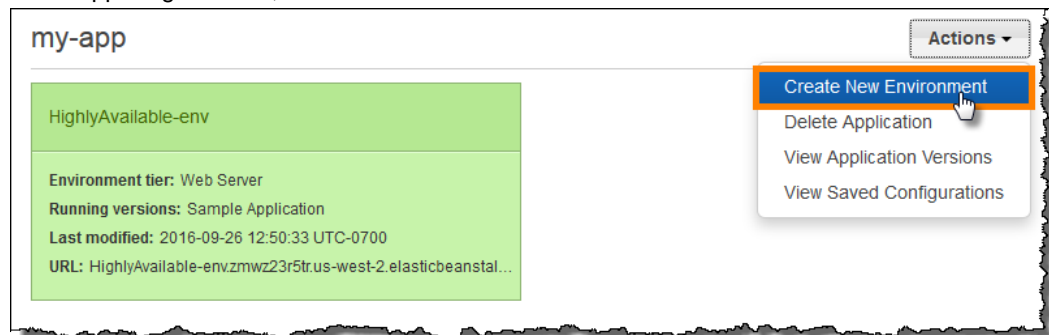 my-app
Actions
Create New Environment
Delete Application
View Application Versions
View Saved Configurations
HighlyAvailable-env
Environment tier: Web Server
Running versions: Sample Application
Last modified: 2016-09-26 12:50:33 UTC-0700
URL: HighlyAvailable-env.zmwz23r5tr.us-west-2.elasticbeanstal...